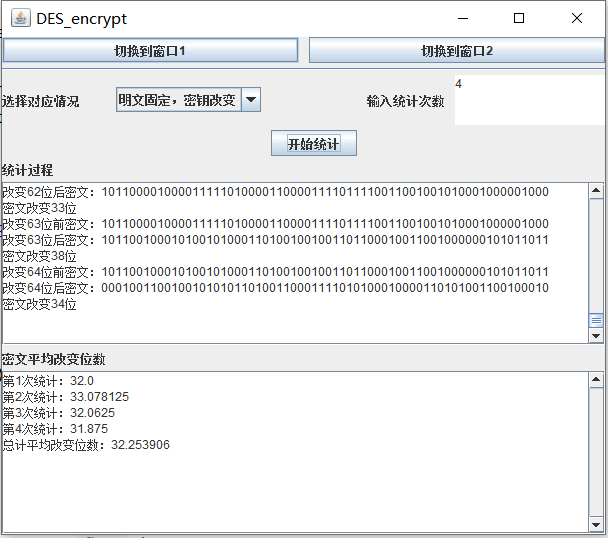 DES_encrypt
切换到窗口1 切换到窗口2
选择对应情况 明文固定，密钥改变 输入统计次数 4
开始统计
统计过程
改变62位后密文：1011000010000111110100001100001111011110011001001010001000001000
密文改变33位
改变63位前密文：1011000010000111110100001100001111011110011001001010001000001000
改变63位后密文：1011001000101001010001101001001001101100010011001000000101011011
密文改变38位
改变64位前密文：1011001000101001010001101001001001101100010011001000000101011011
改变64位后密文：0001001100100101010101101001100011110101000100001101010011001000​10
密文改变34位
密文平均改变位数
第1次统计：32.0
第2次统计：33.078125
第3次统计：32.0625
第4次统计：31.875
总计平均改变位数：32.253906